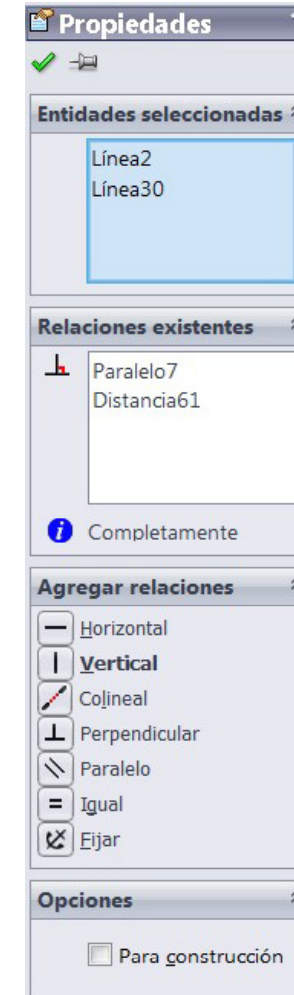 Propiedades
Entidades seleccionadas
Línea2
Línea30
Relaciones existentes
Paralelo7
Distancia61
Completamente
Agregar relaciones
Horizontal
Vertical
Colineal
Perpendicular
Paralelo
Igual
Fijar
Opciones
Para construcción